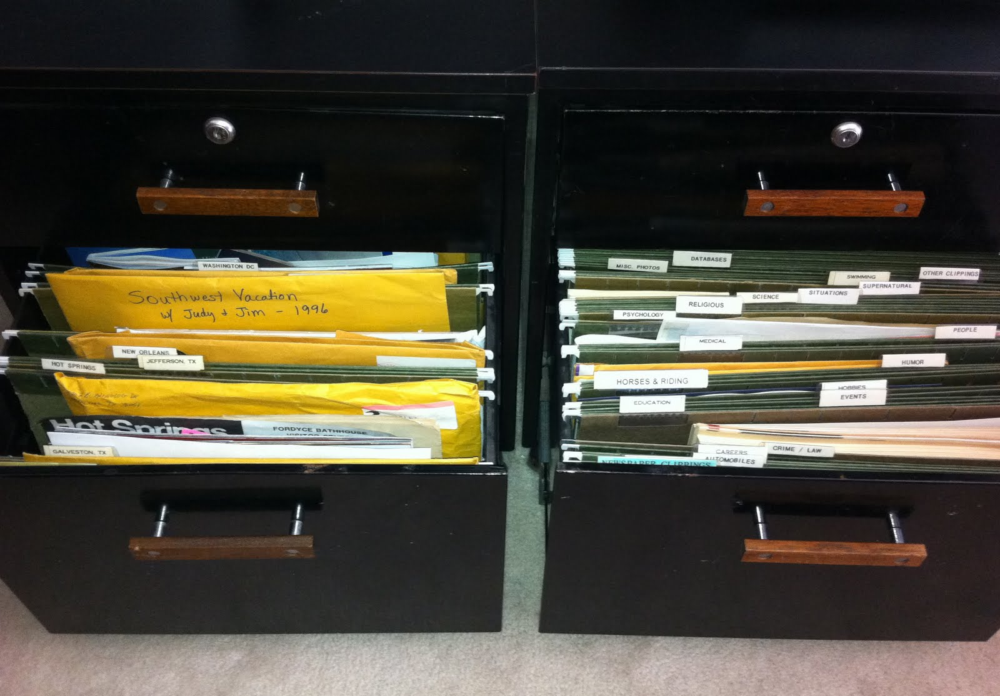 WASHINGTON DC
Southwest Vacation
w/ Judy & Jim - 1996
NEW ORLEANS
JEFFERSON, TX
HOT SPRINGS
Hot Springs
FORDYCE BATHHOUSE
GALVESTON, TX
DATABASES
MISC. PHOTOS
OTHER CLIPPINGS
SWIMMING
SUPERNATURAL
SITUATIONS
SCIENCE
RELIGIOUS
PSYCHOLOGY
PEOPLE
MEDICAL
HUMOR
HORSES & RIDING
HOBBIES
EVENTS
EDUCATION
CRIME / LAW
CAREERS
AUTOMOBILES
NEWSPAPER CLIPPINGS